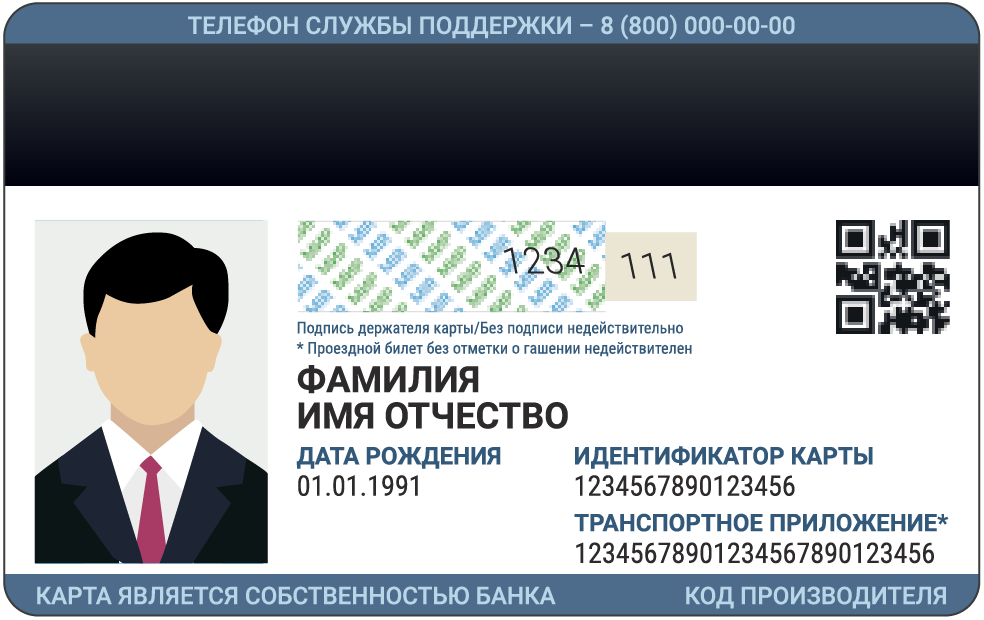 ТЕЛЕФОН СЛУЖБЫ ПОДДЕРЖКИ – 8 (800) 000-00-00
1234 111
Подпись держателя карты/Без подписи недействительно
* Проездной билет без отметки о гашении недействителен
ФАМИЛИЯ
ИМЯ ОТЧЕСТВО
ДАТА РОЖДЕНИЯ
01.01.1991
ИДЕНТИФИКАТОР КАРТЫ
1234567890123456
ТРАНСПОРТНОЕ ПРИЛОЖЕНИЕ*
12345678901234567890123456
КАРТА ЯВЛЯЕТСЯ СОБСТВЕННОСТЬЮ БАНКА
КОД ПРОИЗВОДИТЕЛЯ